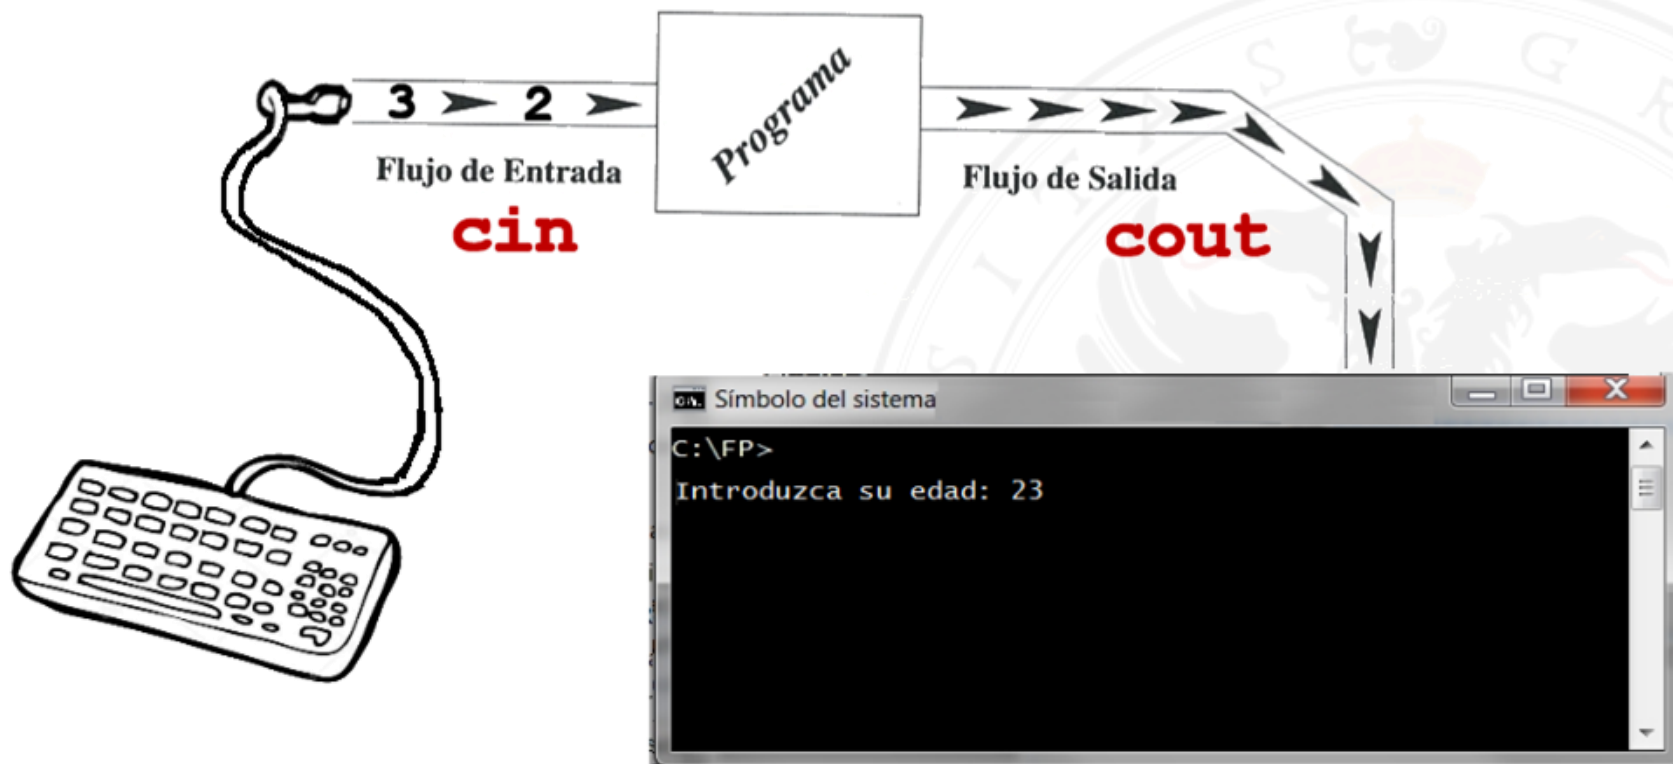 3 2
Programa
Flujo de Entrada
cin
Flujo de Salida
cout
Símbolo del sistema
C:\FP>
Introduzca su edad: 23